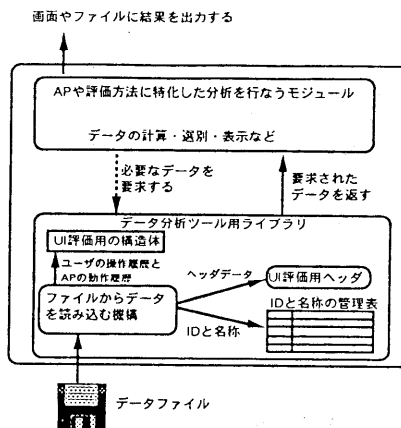 画面やファイルに結果を出力する
APや評価方法に特化した分析を行なうモジュール
データの計算・選別・表示など
必要なデータを
要求する
要求された
データを返す
データ分析ツール用ライブラリ
UI評価用の構造体
ユーザの操作履歴と
APの動作履歴
ヘッダデータ
UI評価用ヘッダ
ファイルからデータ
を読み込む機構
IDと名称の管理表
IDと名称
データファイル